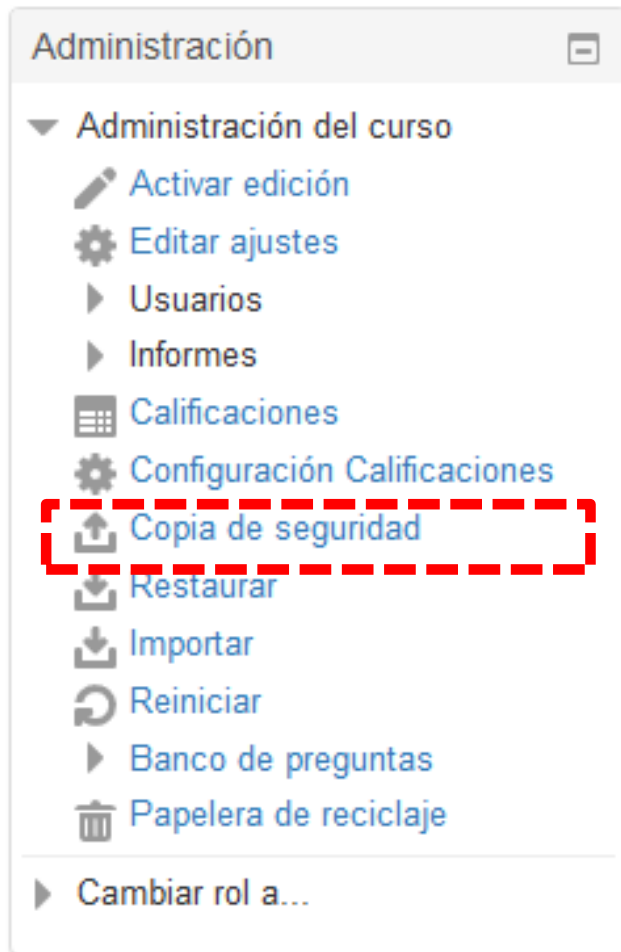 Administración
Administración del curso
Activar edición
Editar ajustes
Usuarios
Informes
Calificaciones
Configuración Calificaciones
Copia de seguridad
Restaurar
Importar
Reiniciar
Banco de preguntas
Papelera de reciclaje
Cambiar rol a...